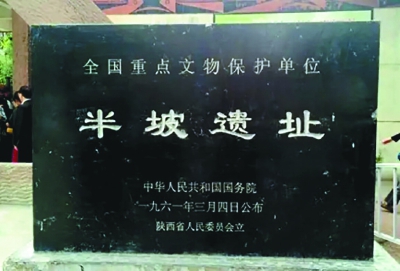 全国重点文物保护单位
半坡遗址
中华人民共和国国务院
一九六一年三月四日公布
陕西省人民委员会立